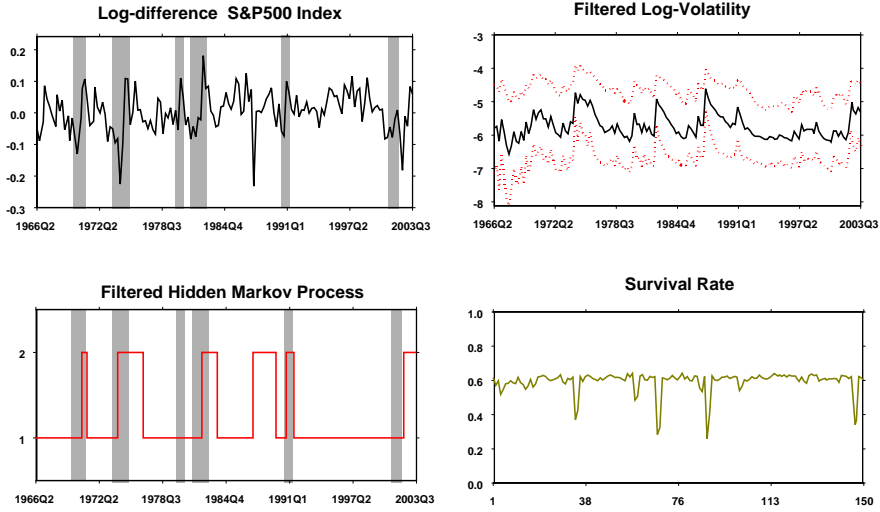 Log-difference S&P500 Index
0.2
0.1
0.0
-0.1
-0.2
-0.3
1966Q2 1972Q2 1978Q3 1984Q4 1991Q1 1997Q2 2003Q3
Filtered Log-Volatility
-3
-4
-5
-6
-7
-8
1966Q2 1972Q2 1978Q3 1984Q4 1991Q1 1997Q2 2003Q3
Filtered Hidden Markov Process
2
1
1966Q2 1972Q2 1978Q3 1984Q4 1991Q1 1997Q2 2003Q3
Survival Rate
1.0
0.8
0.6
0.4
0.2
0.0
1 38 76 113 150